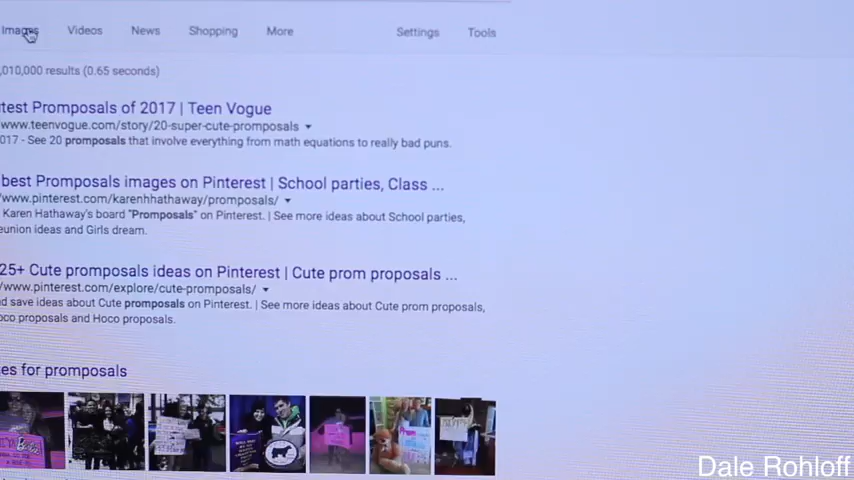 Images Videos News Shopping More Settings Tools
,010,000 results (0.65 seconds)
test Promposals of 2017 | Teen Vogue
www.teenvogue.com/story/20-super-cute-promposals
2017 - See 20 promposals that involve everything from math equations to really bad puns.
best Promposals images on Pinterest | School parties, Class ...
/www.pinterest.com/karenhhathaway/promposals/
Karen Hathaway's board "Promposals" on Pinterest. | See more ideas about School parties,
eunion ideas and Girls dream.
25+ Cute promposals ideas on Pinterest | Cute prom proposals ...
/www.pinterest.com/explore/cute-promposals/
d save ideas about Cute promposals on Pinterest. | See more ideas about Cute prom proposals,
oco proposals and Hoco proposals.
es for promposals
Dale Rohloff